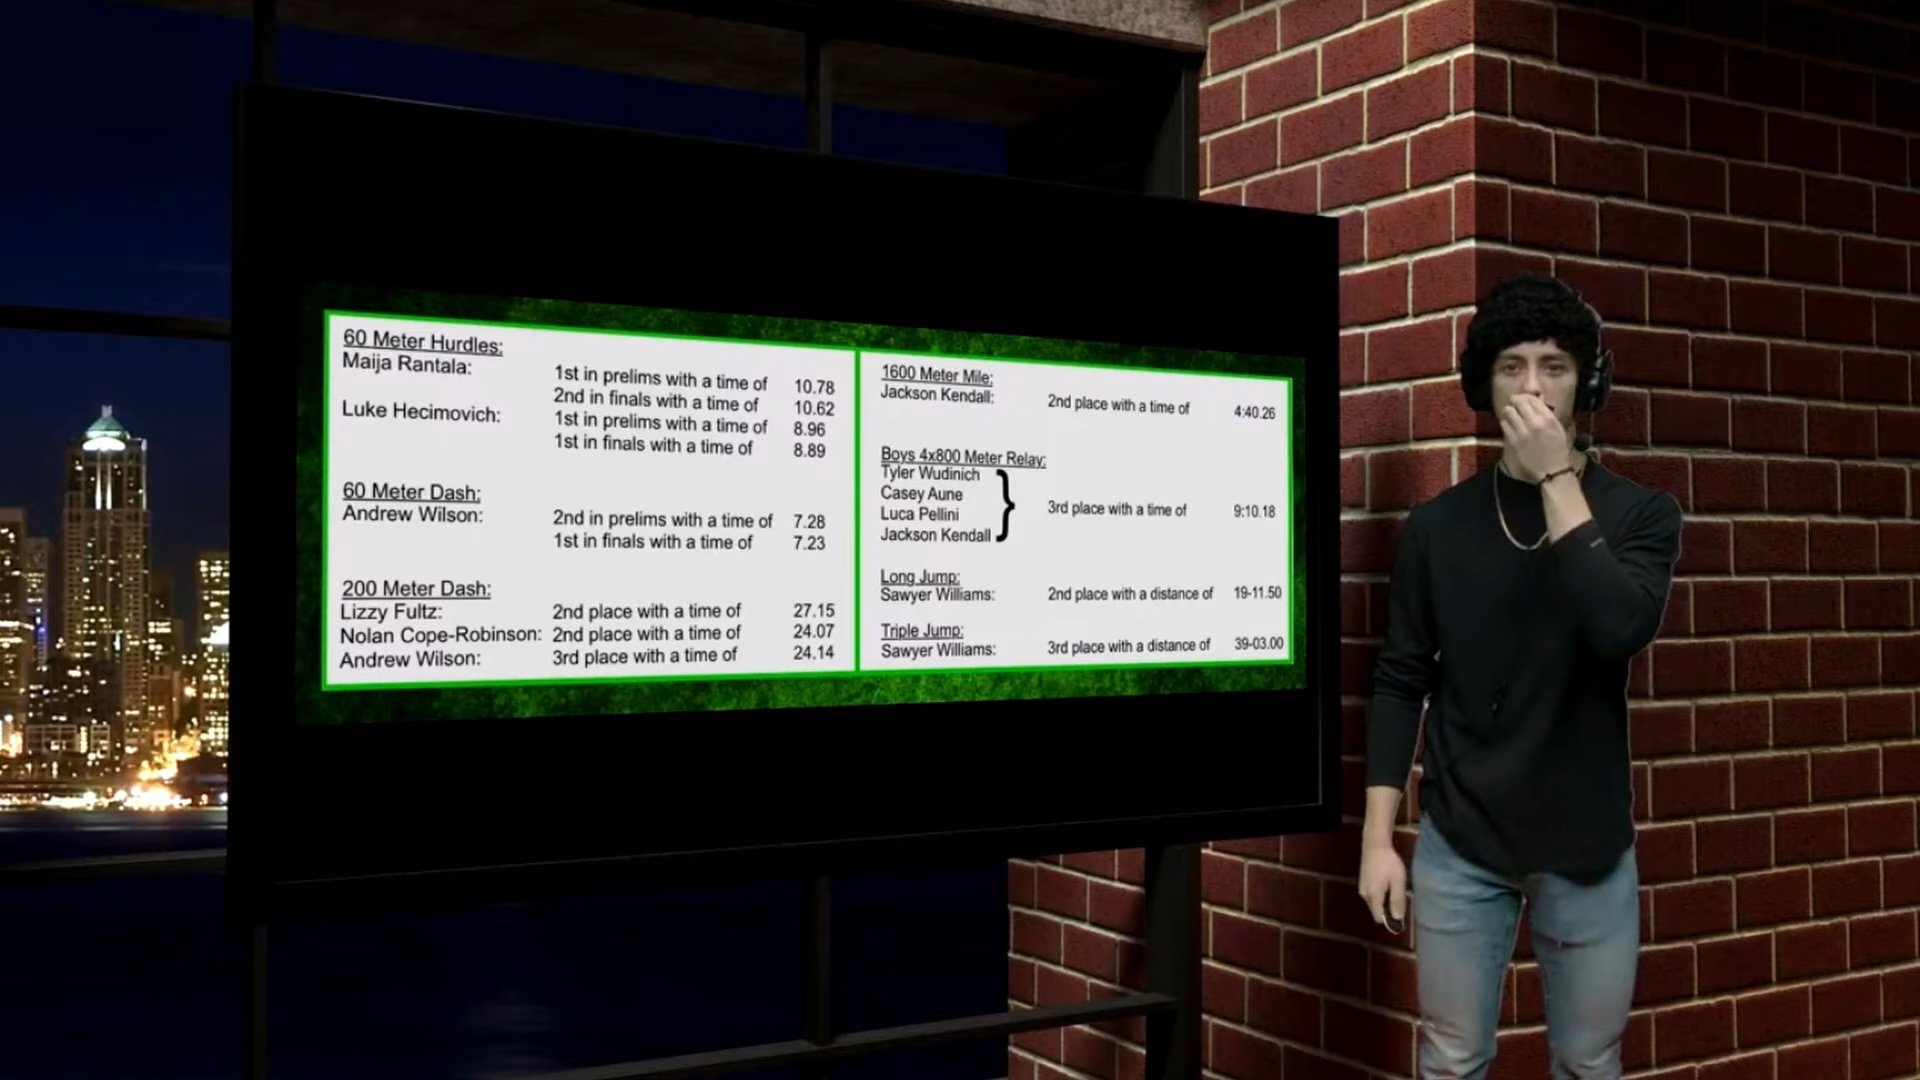 60 Meter Hurdles:
Maija Rantala:
1st in prelims with a time of 10.78
2nd in finals with a time of 10.62
Luke Hecimovich:
1st in prelims with a time of 8.96
1st in finals with a time of 8.89
60 Meter Dash:
Andrew Wilson:
2nd in prelims with a time of 7.28
1st in finals with a time of 7.23
200 Meter Dash:
Lizzy Fultz: 2nd place with a time of 27.15
Nolan Cope-Robinson: 2nd place with a time of 24.07
Andrew Wilson: 3rd place with a time of 24.14
1600 Meter Mile:
Jackson Kendall: 2nd place with a time of 4:40.26
Boys 4x800 Meter Relay:
Tyler Wudinich
Casey Aune
Luca Pellini
Jackson Kendall
} 3rd place with a time of 9:10.18
Long Jump:
Sawyer Williams: 2nd place with a distance of 19-11.50
Triple Jump:
Sawyer Williams: 3rd place with a distance of 39-03.00